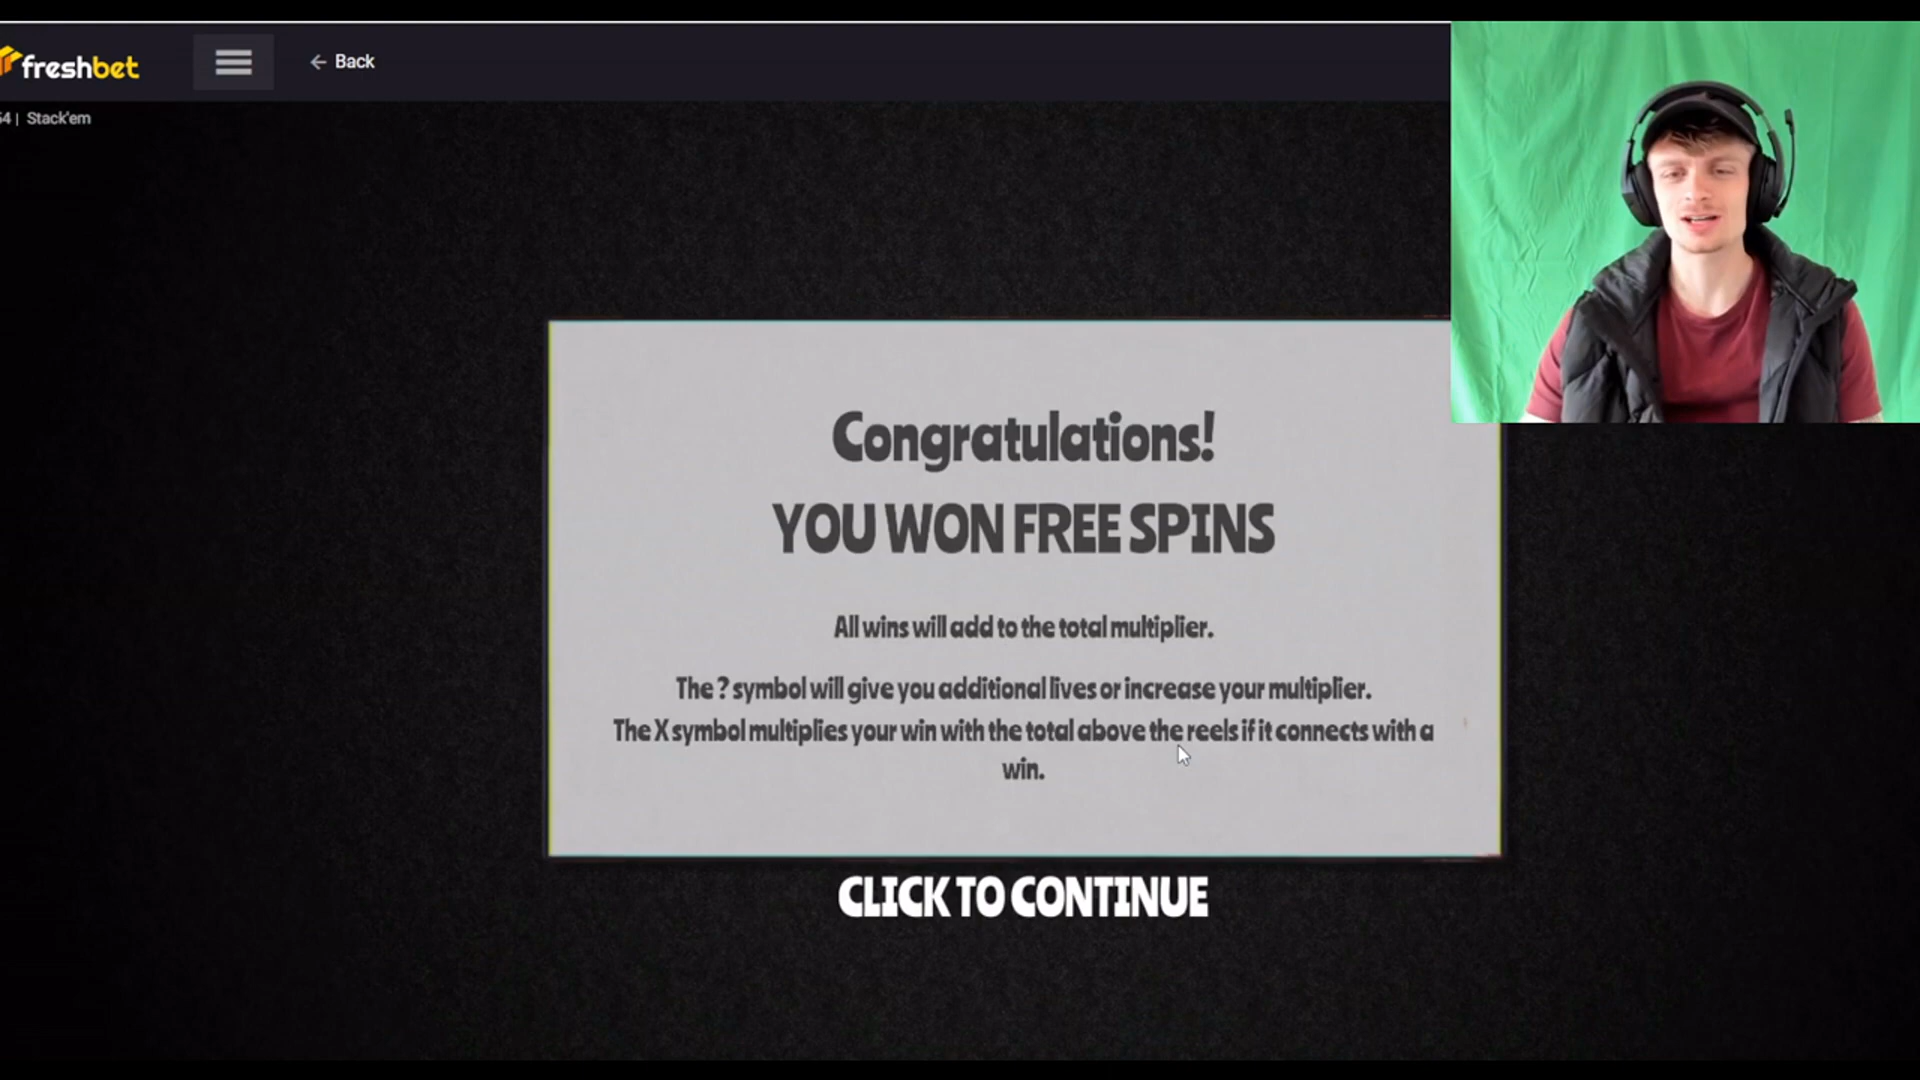 freshbet
← Back
54 | Stack'em
Congratulations!
YOU WON FREE SPINS
All wins will add to the total multiplier.
The ? symbol will give you additional lives or increase your multiplier.
The X symbol multiplies your win with the total above the reels if it connects with a
win.
CLICK TO CONTINUE